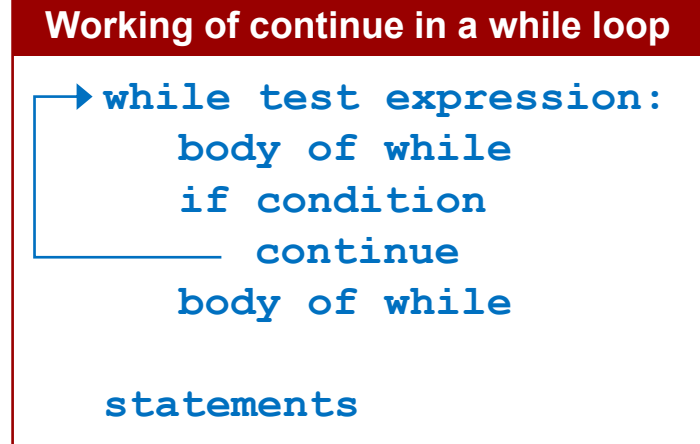 Working of continue in a while loop
while test expression:
body of while
if condition
continue
body of while
statements